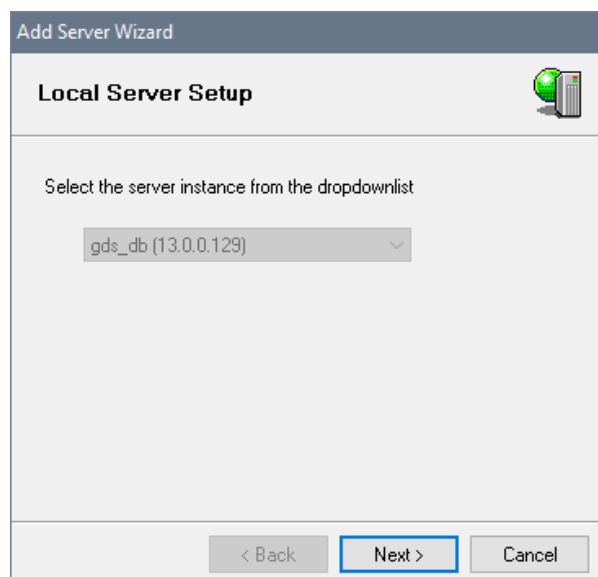 Add Server Wizard
Local Server Setup
Select the server instance from the dropdownlist
gds_db (13.0.0.129)
< Back Next > Cancel